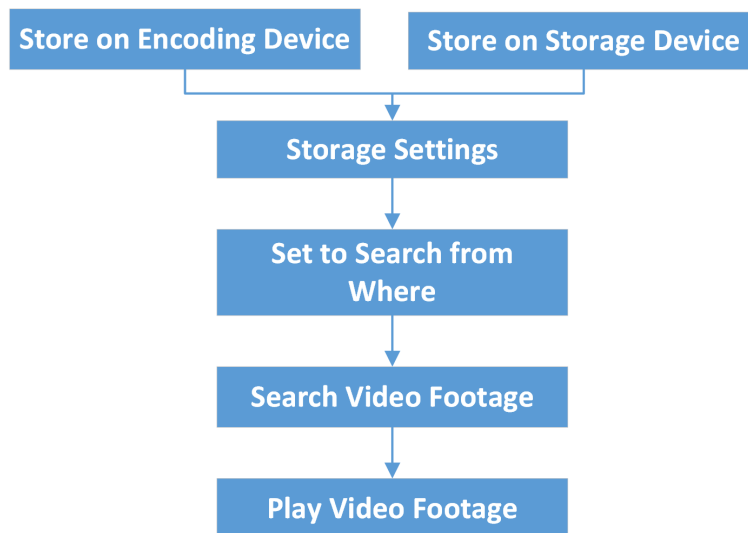 Store on Encoding Device
Store on Storage Device
Storage Settings
Set to Search from
Where
Search Video Footage
Play Video Footage